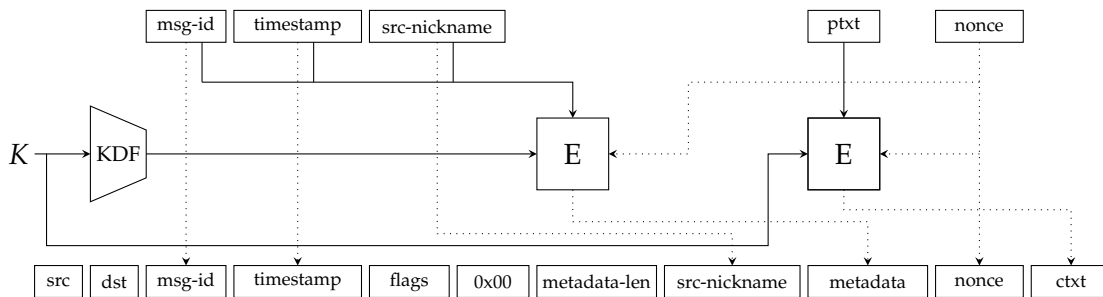 msg-id timestamp src-nickname ptxt nonce
K KDF E E
src dst msg-id timestamp flags 0x00 metadata-len src-nickname metadata nonce ctxt